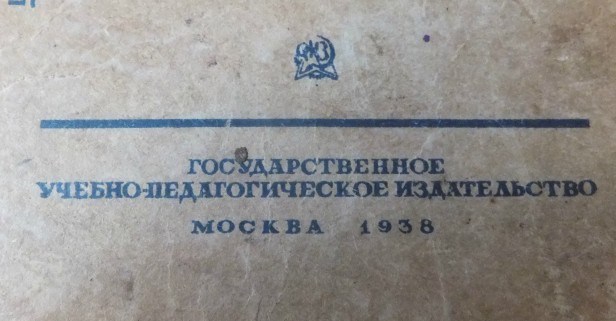 ГОСУДАРСТВЕННОЕ
УЧЕБНО-ПЕДАГОГИЧЕСКОЕ ИЗДАТЕЛЬСТВО
МОСКВА 1938